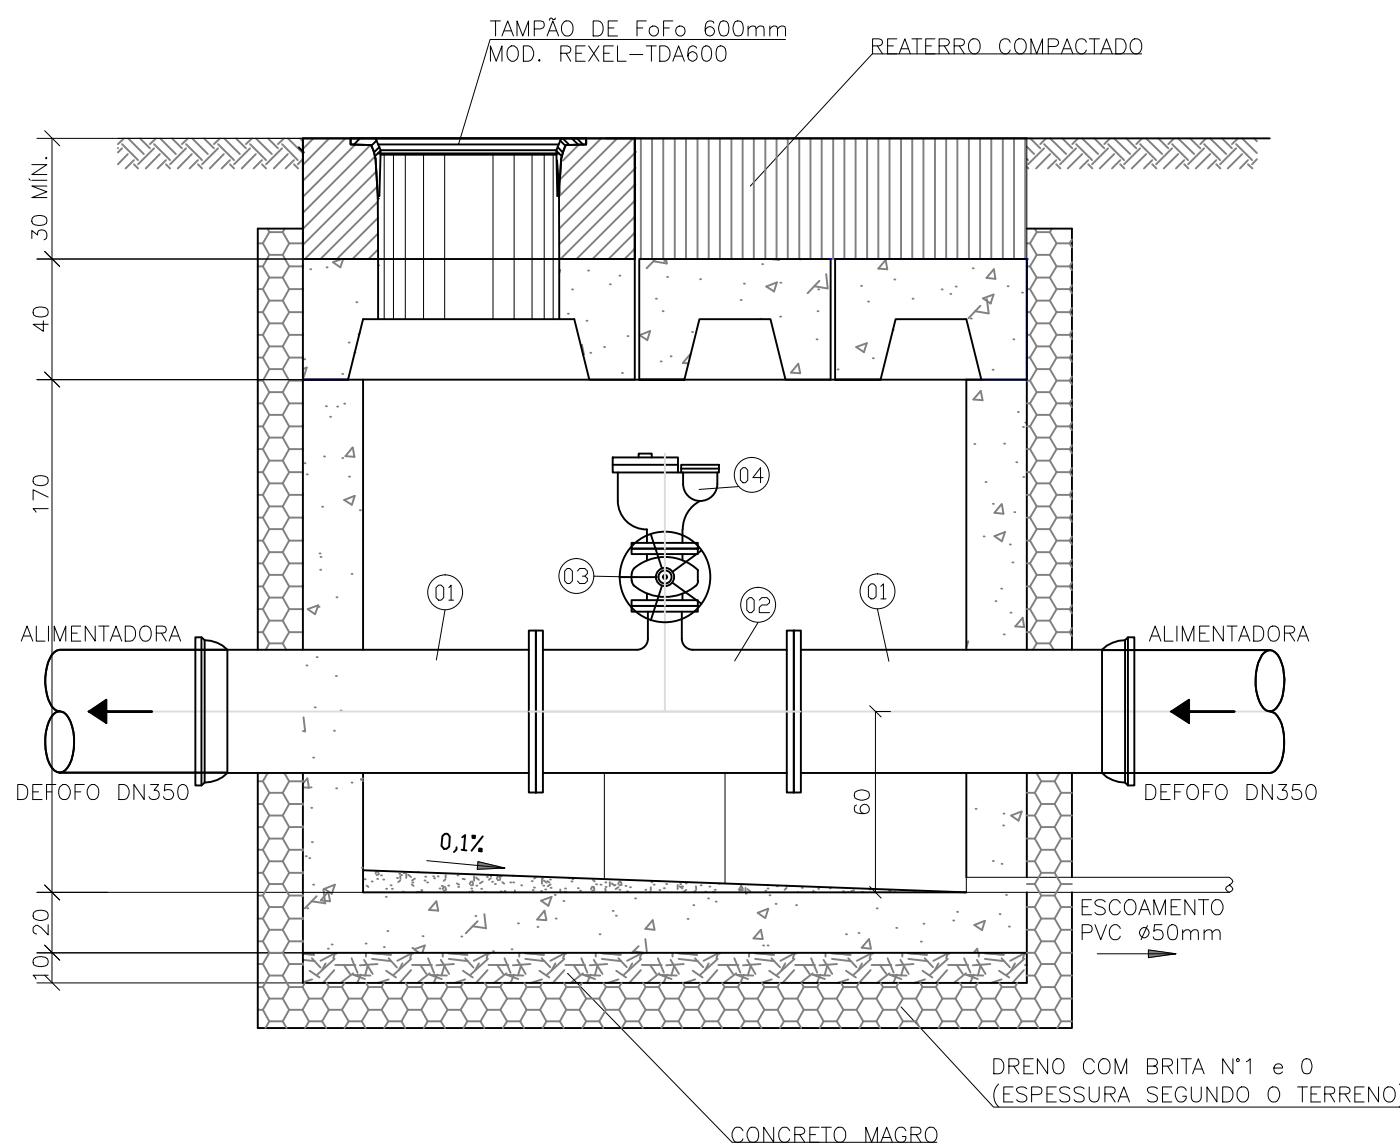 TAMPÃO DE FoFo 600mm
MOD. REXEL-TDA600
REATERRO COMPACTADO
30 MÍN.
40
170
04
03
01
02
01
ALIMENTADORA
ALIMENTADORA
DEFOFO DN350
DEFOFO DN350
60
0,1%
20
10
ESCOAMENTO
PVC ø50mm
DRENO COM BRITA N°1 e 0
(ESPESSURA SEGUNDO O TERRENO)
CONCRETO MAGRO